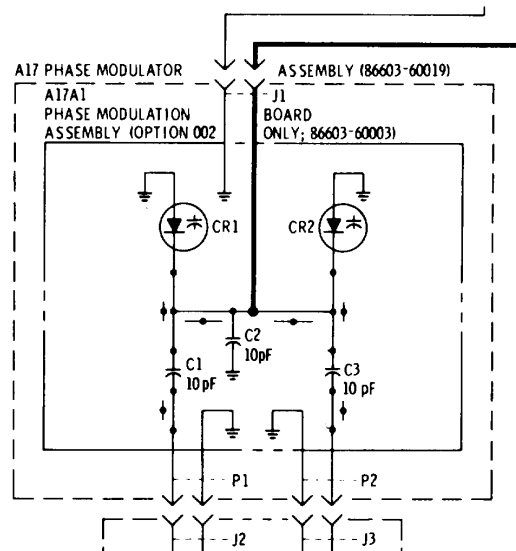 A17 PHASE MODULATOR ASSEMBLY (86603-60019)
A17A1 J1
PHASE MODULATION BOARD
ASSEMBLY (OPTION 002 ONLY; 86603-60003)
CR1 CR2
C2
10pF
C1
10 pF
C3
10 pF
P1 P2
J2 J3